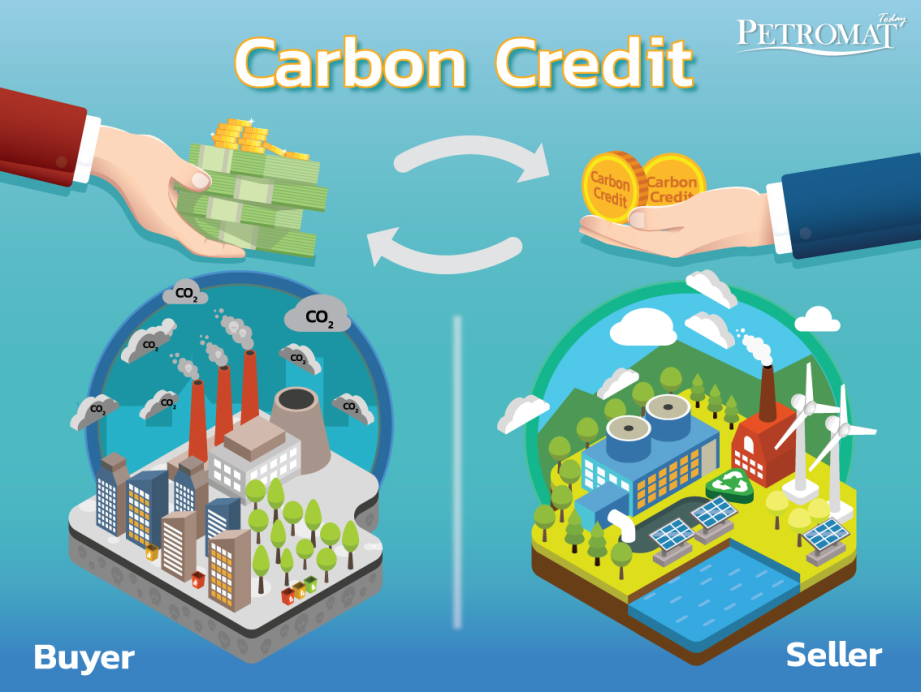 Today
PETROMAT
Carbon Credit
Carbon
Credit
Carbon
Credit
CO₂
CO₂
CO₂
CO₂
CO₂
CO₂
CO₂
Buyer
Seller